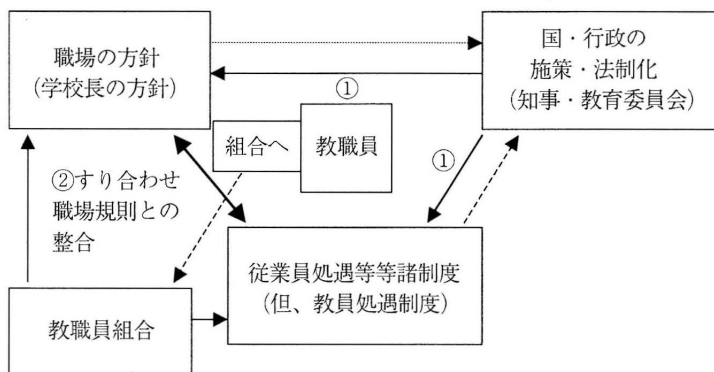 職場の方針
(学校長の方針)
国・行政の
施策・法制化
(知事・教育委員会)
①
組合へ
教職員
①
②すり合わせ
職場規則との
整合
従業員処遇等等諸制度
(但、教員処遇制度)
教職員組合